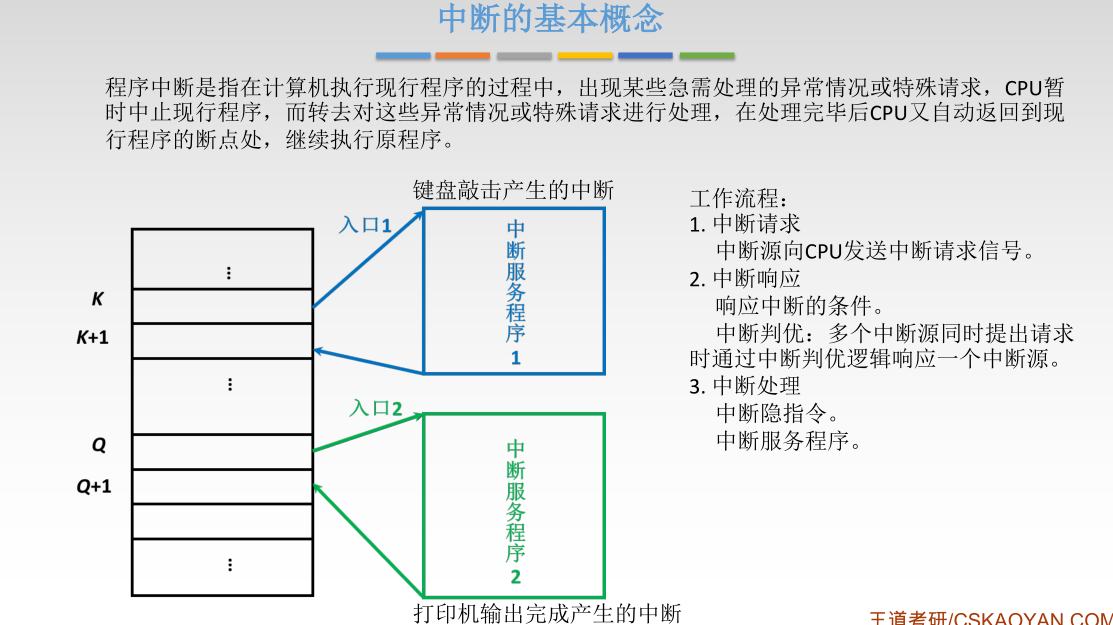 中断的基本概念
程序中断是指在计算机执行现行程序的过程中，出现某些急需处理的异常情况或特殊请求，CPU暂
时中止现行程序，而转去对这些异常情况或特殊请求进行处理，在处理完毕后CPU又自动返回到现
行程序的断点处，继续执行原程序。
键盘敲击产生的中断
入口1
中断服务程序1
K
K+1
入口2
中断服务程序2
Q
Q+1
打印机输出完成产生的中断
工作流程：
1. 中断请求
中断源向CPU发送中断请求信号。
2. 中断响应
响应中断的条件。
中断判优：多个中断源同时提出请求
时通过中断判优逻辑响应一个中断源。
3. 中断处理
中断隐指令。
中断服务程序。
王道考研/CSKAOYAN.COM